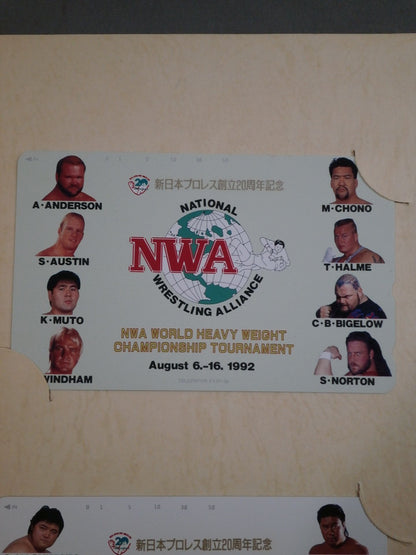 新日本プロレス創立20周年記念
A·ANDERSON
S·AUSTIN
K·MUTO
WINDHAM
NATIONAL
NWA
WRESTLING ALLIANCE
NWA WORLD HEAVY WEIGHT
CHAMPIONSHIP TOURNAMENT
August 6.-16. 1992
M·CHONO
T·HALME
C·B·BIGELOW
S·NORTON
新日本プロレス創立20周年記念